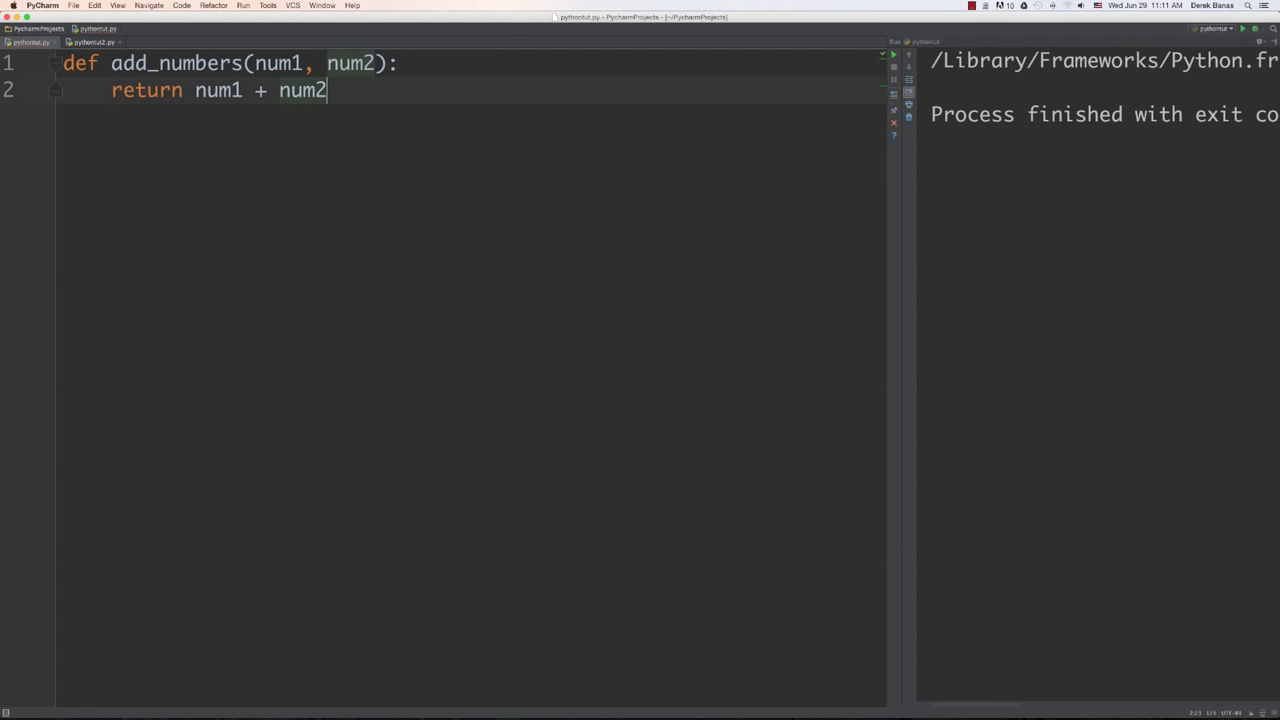 PyCharm File Edit View Navigate Code Refactor Run Tools VCS Window Help 10 Wed Jun 29 11:11 AM Derek Banas
pythontut.py - PycharmProjects - [~/PycharmProjects]
PycharmProjects pythontut.py pythontut
pythontut.py pythontut2.py Run pythontut
1 def add_numbers(num1, num2):
2 return num1 + num2
/Library/Frameworks/Python.fr
Process finished with exit co
2:23 LF÷ UTF-8÷